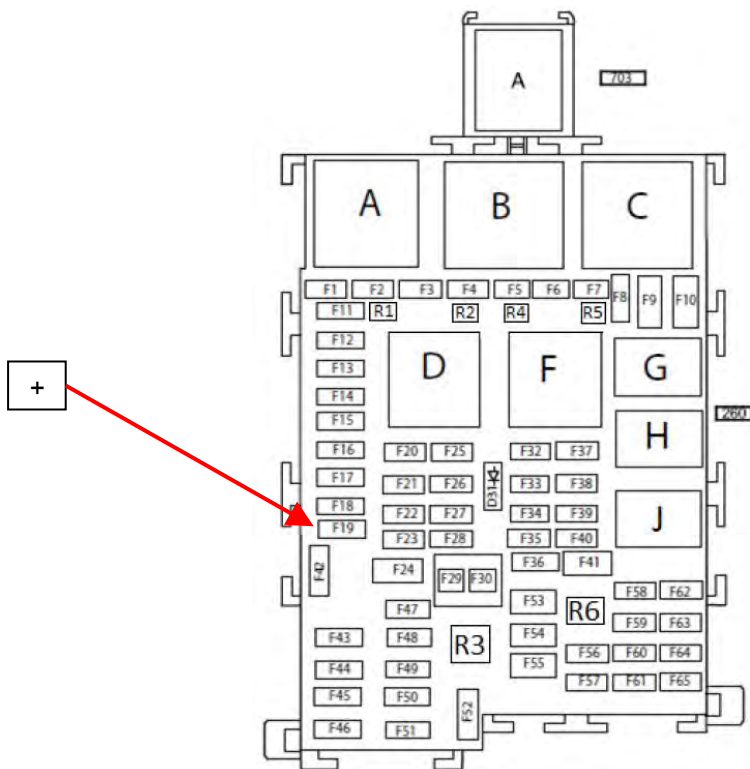 A
703
A B C
F1 F2 F3 F4 F5 F6 F7 F8 F9 F10
F11 R1 R2 R4 R5
F12
D F G
+
F13
F14
260
F15
H
F16 F20 F25 F32 F37
F17 F21 F26 D31 F33 F38
F18 F22 F27 F34 F39 J
F19 F23 F28 F35 F40
F42 F24 F29 F30 F36 F41
F58 F62
F47 F53 R6
F59 F63
F43 F48 R3 F54
F44 F49 F55 F56 F60 F64
F45 F50 F57 F61 F65
F46 F51 F52